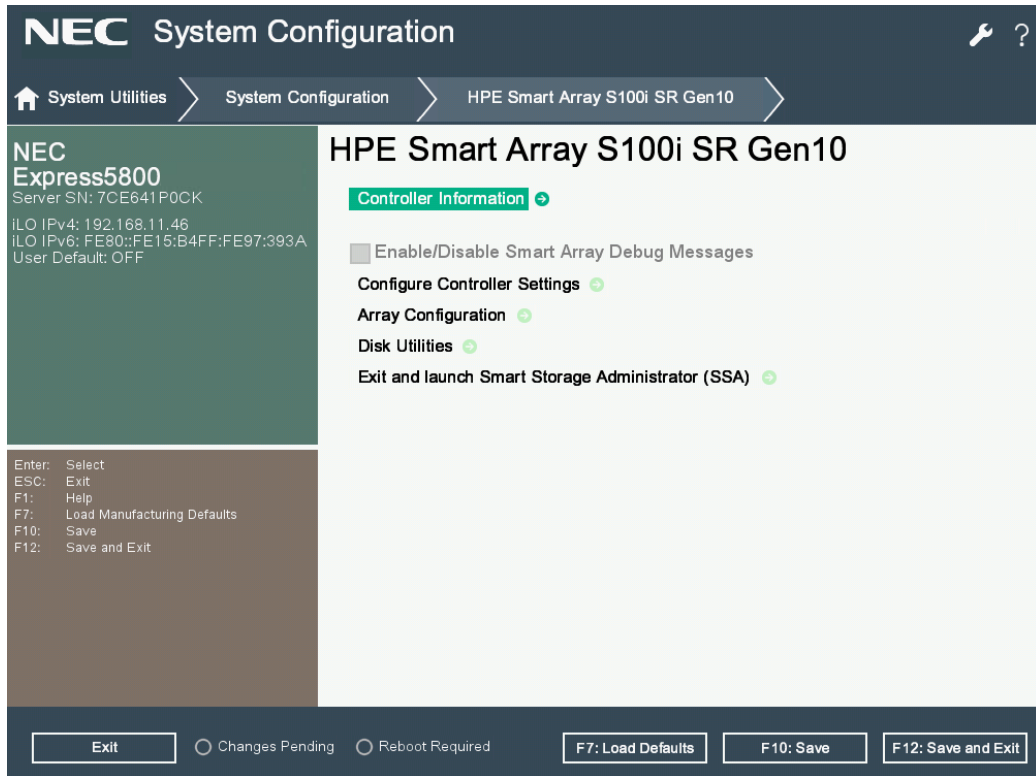 NEC System Configuration
?
System Utilities
System Configuration
HPE Smart Array S100i SR Gen10
NEC
Express5800
Server SN: 7CE641P0CK
iLO IPv4: 192.168.11.46
iLO IPv6: FE80::FE15:B4FF:FE97:393A
User Default: OFF
Enter: Select
ESC: Exit
F1: Help
F7: Load Manufacturing Defaults
F10: Save
F12: Save and Exit
HPE Smart Array S100i SR Gen10
Controller Information
Enable/Disable Smart Array Debug Messages
Configure Controller Settings
Array Configuration
Disk Utilities
Exit and launch Smart Storage Administrator (SSA)
Exit
Changes Pending
Reboot Required
F7: Load Defaults
F10: Save
F12: Save and Exit